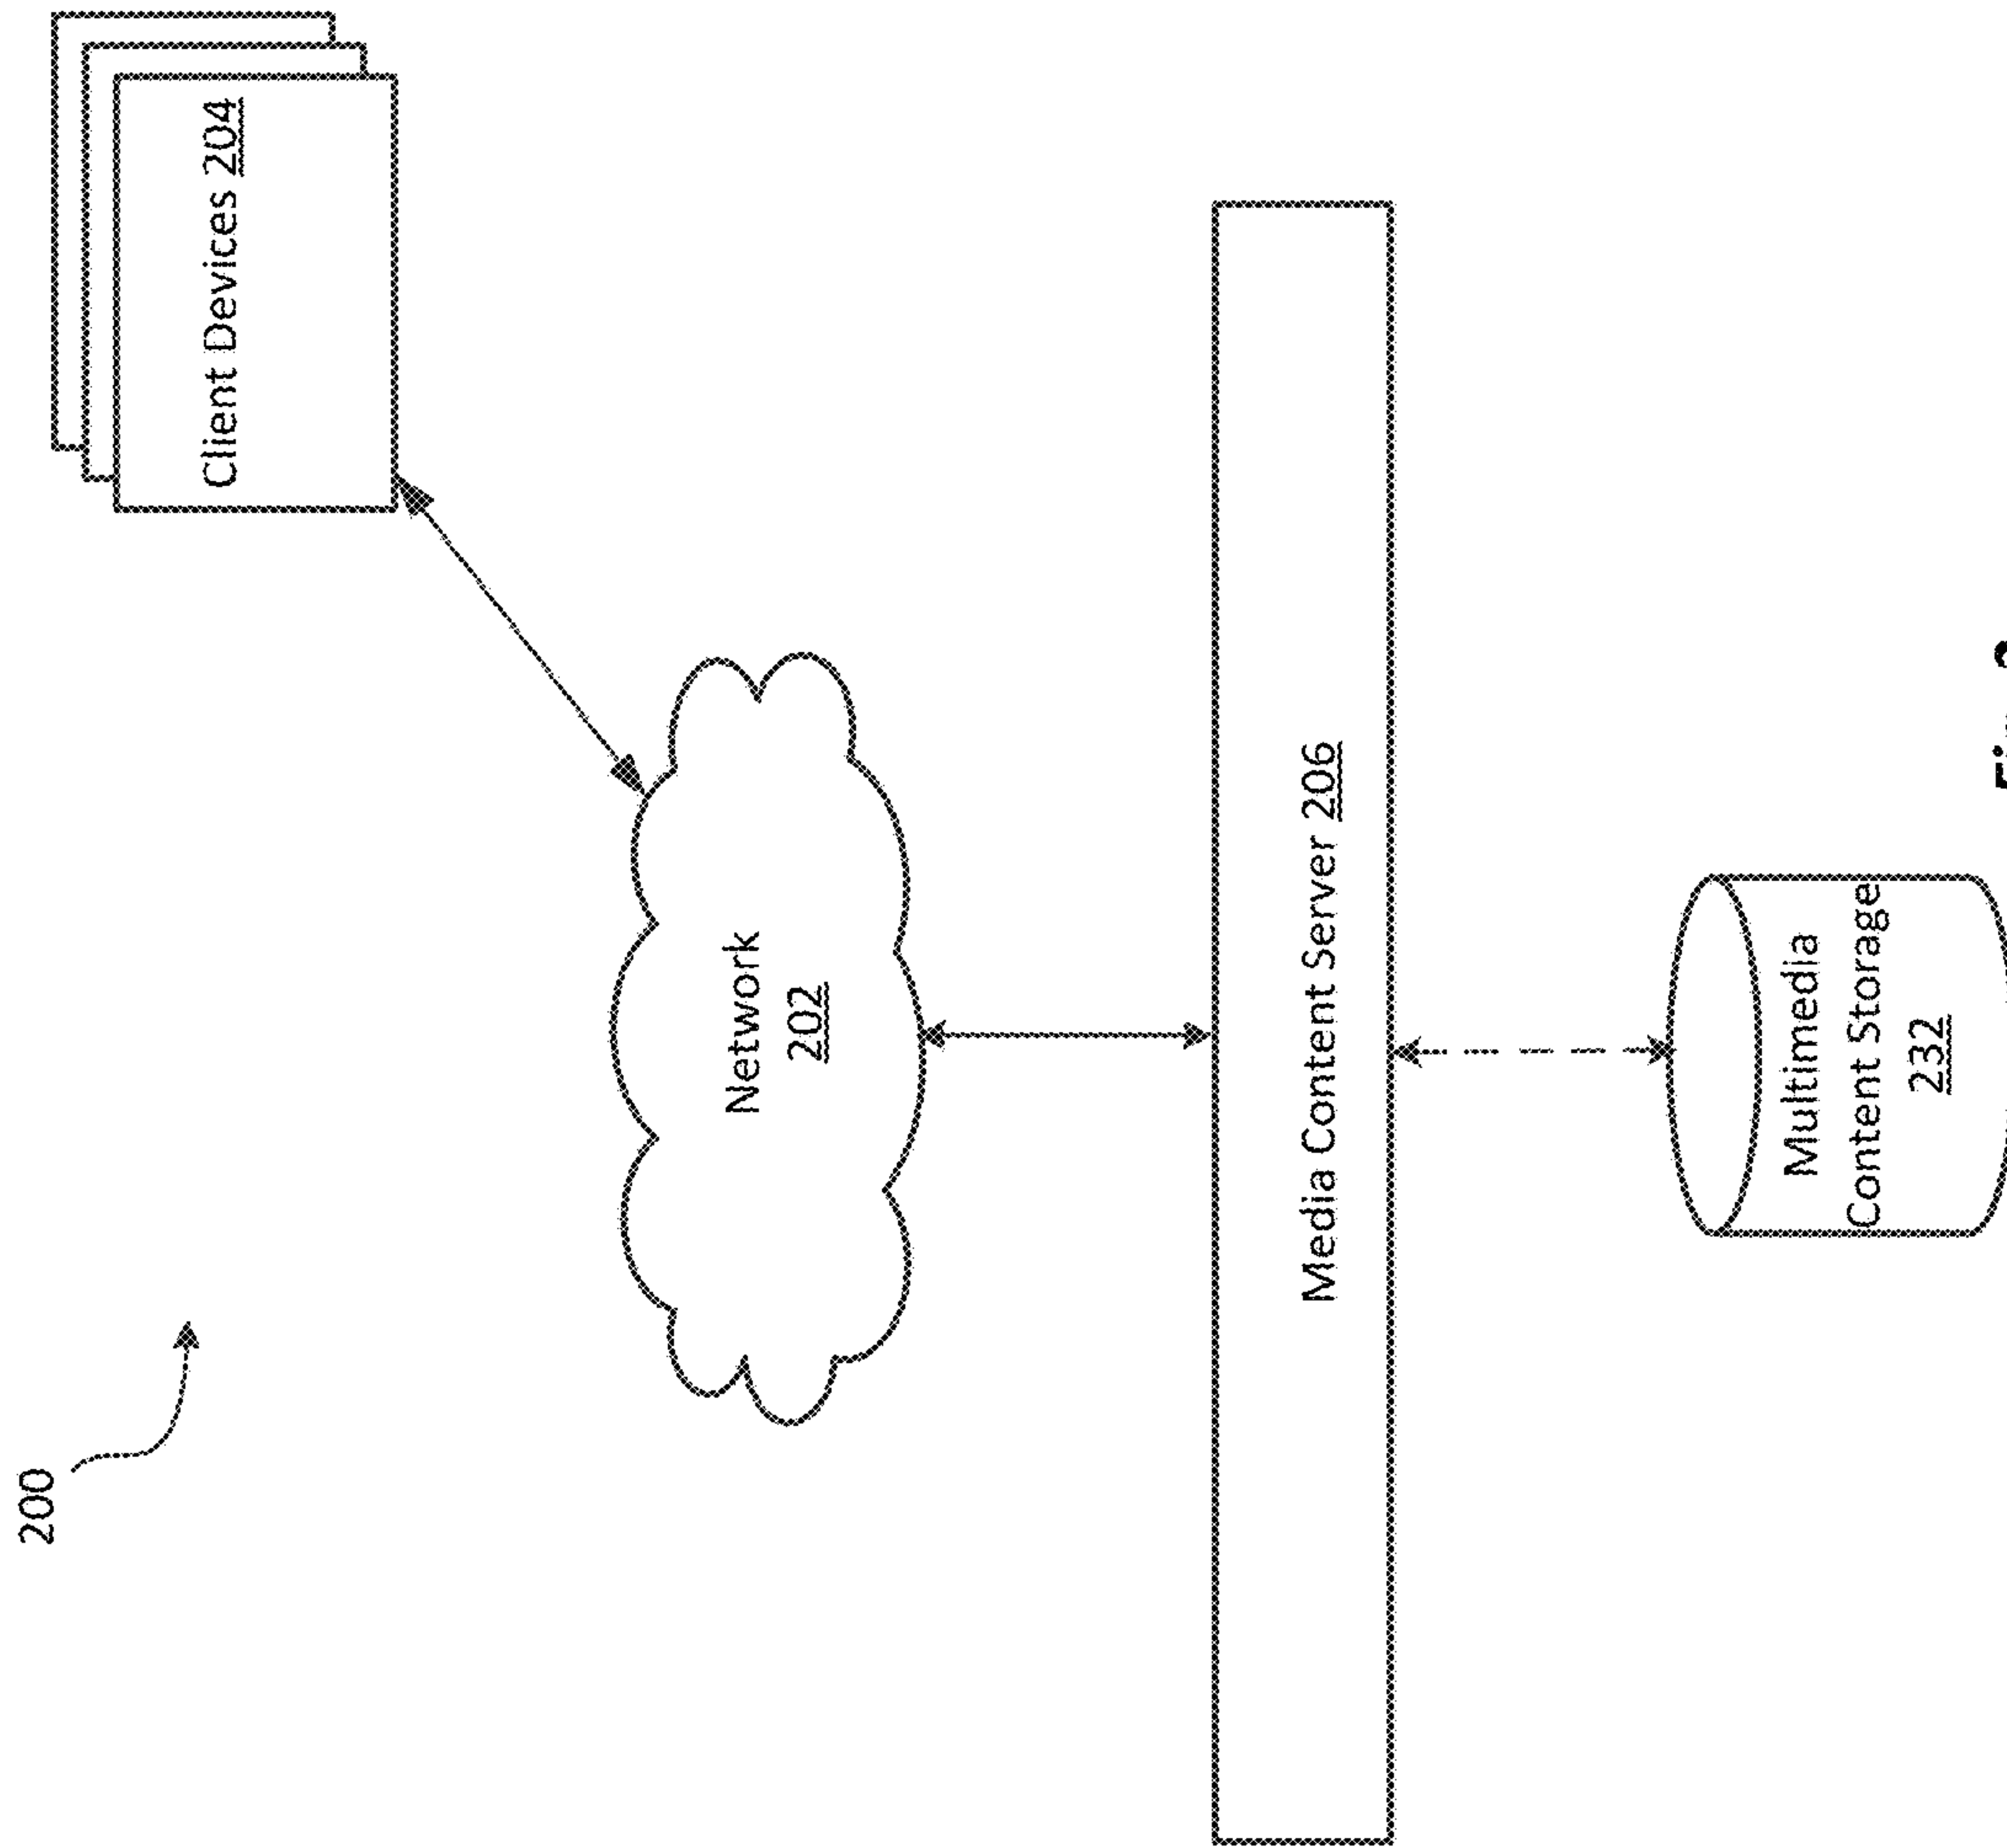 200
Client Devices 204
Network
202
Media Content Server 206
Multimedia
Content Storage
232